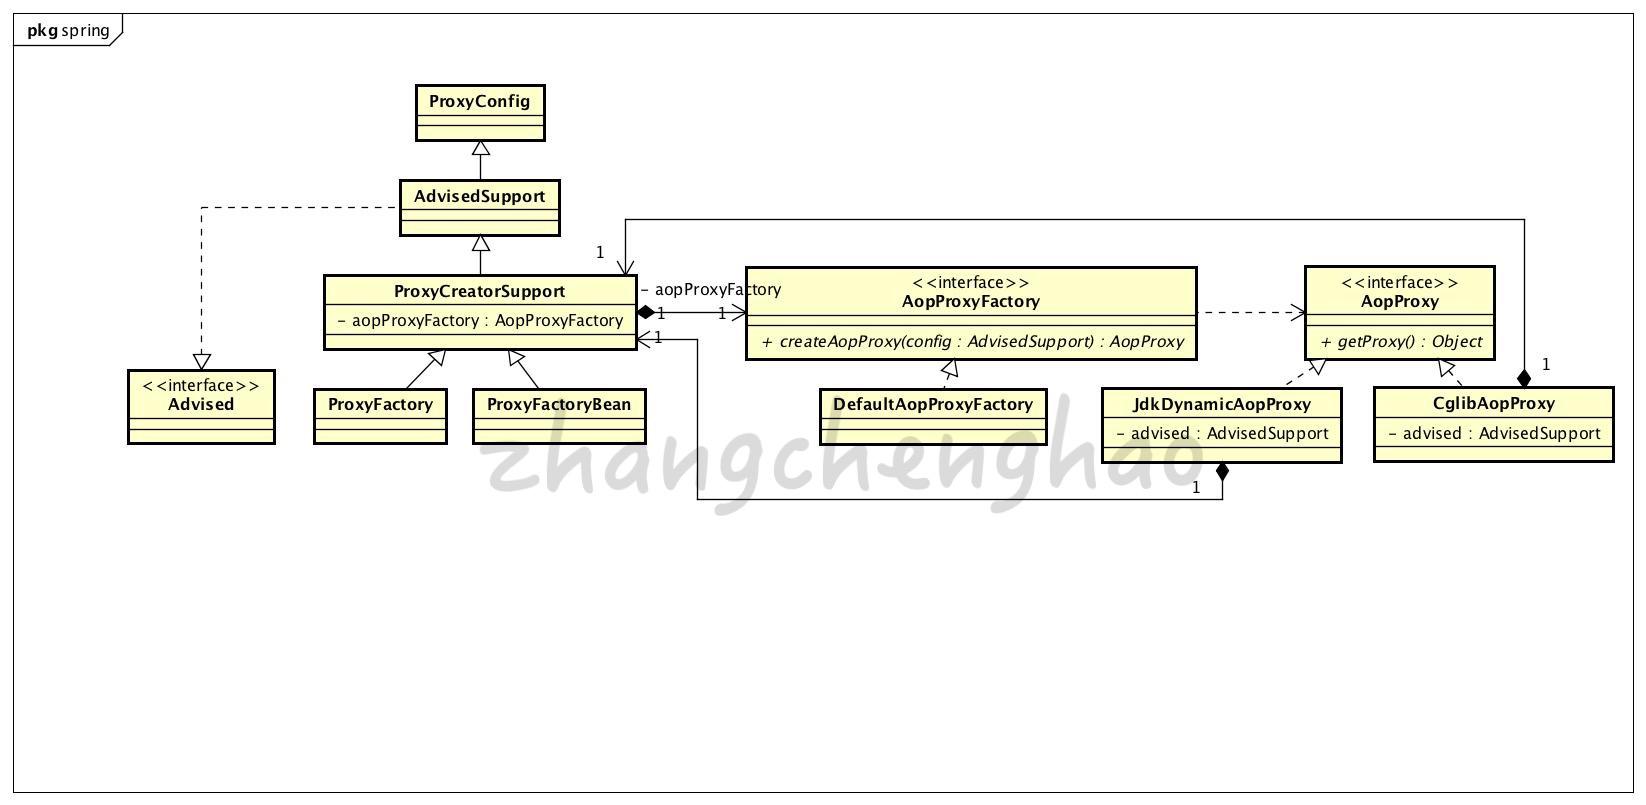 pkg spring
ProxyConfig
AdvisedSupport
1
ProxyCreatorSupport
- aopProxyFactory : AopProxyFactory
- aopProxyFactory
1
1
1
<<interface>>
AopProxyFactory
+ createAopProxy(config : AdvisedSupport) : AopProxy
<<interface>>
AopProxy
+ getProxy() : Object
1
<<interface>>
Advised
ProxyFactory
ProxyFactoryBean
DefaultAopProxyFactory
JdkDynamicAopProxy
- advised : AdvisedSupport
CglibAopProxy
- advised : AdvisedSupport
1
zhangchenghao